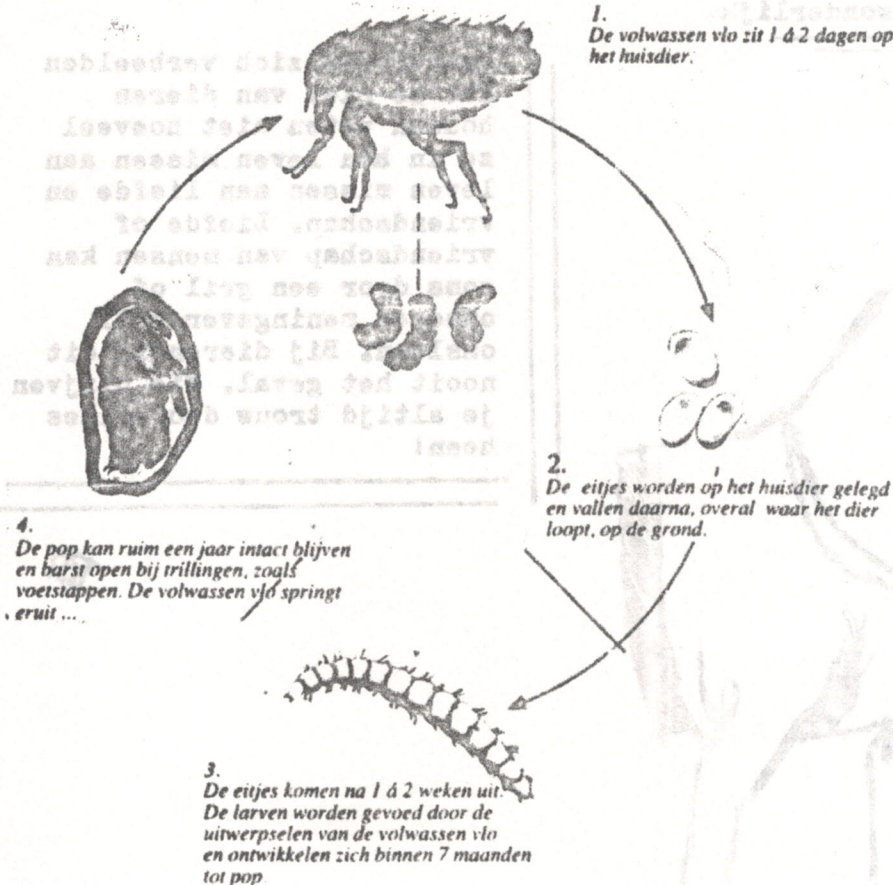 1.
De volwassen vlo zit 1 á 2 dagen op
het huisdier.
2.
De eitjes worden op het huisdier gelegd
en vallen daarna, overal waar het dier
loopt, op de grond.
3.
De eitjes komen na 1 á 2 weken uit.
De larven worden gevoed door de
uitwerpselen van de volwassen vlo
en ontwikkelen zich binnen 7 maanden
tot pop
4.
De pop kan ruim een jaar intact blijven
en barst open bij trillingen, zoals
voetstappen. De volwassen vlo springt
eruit ...